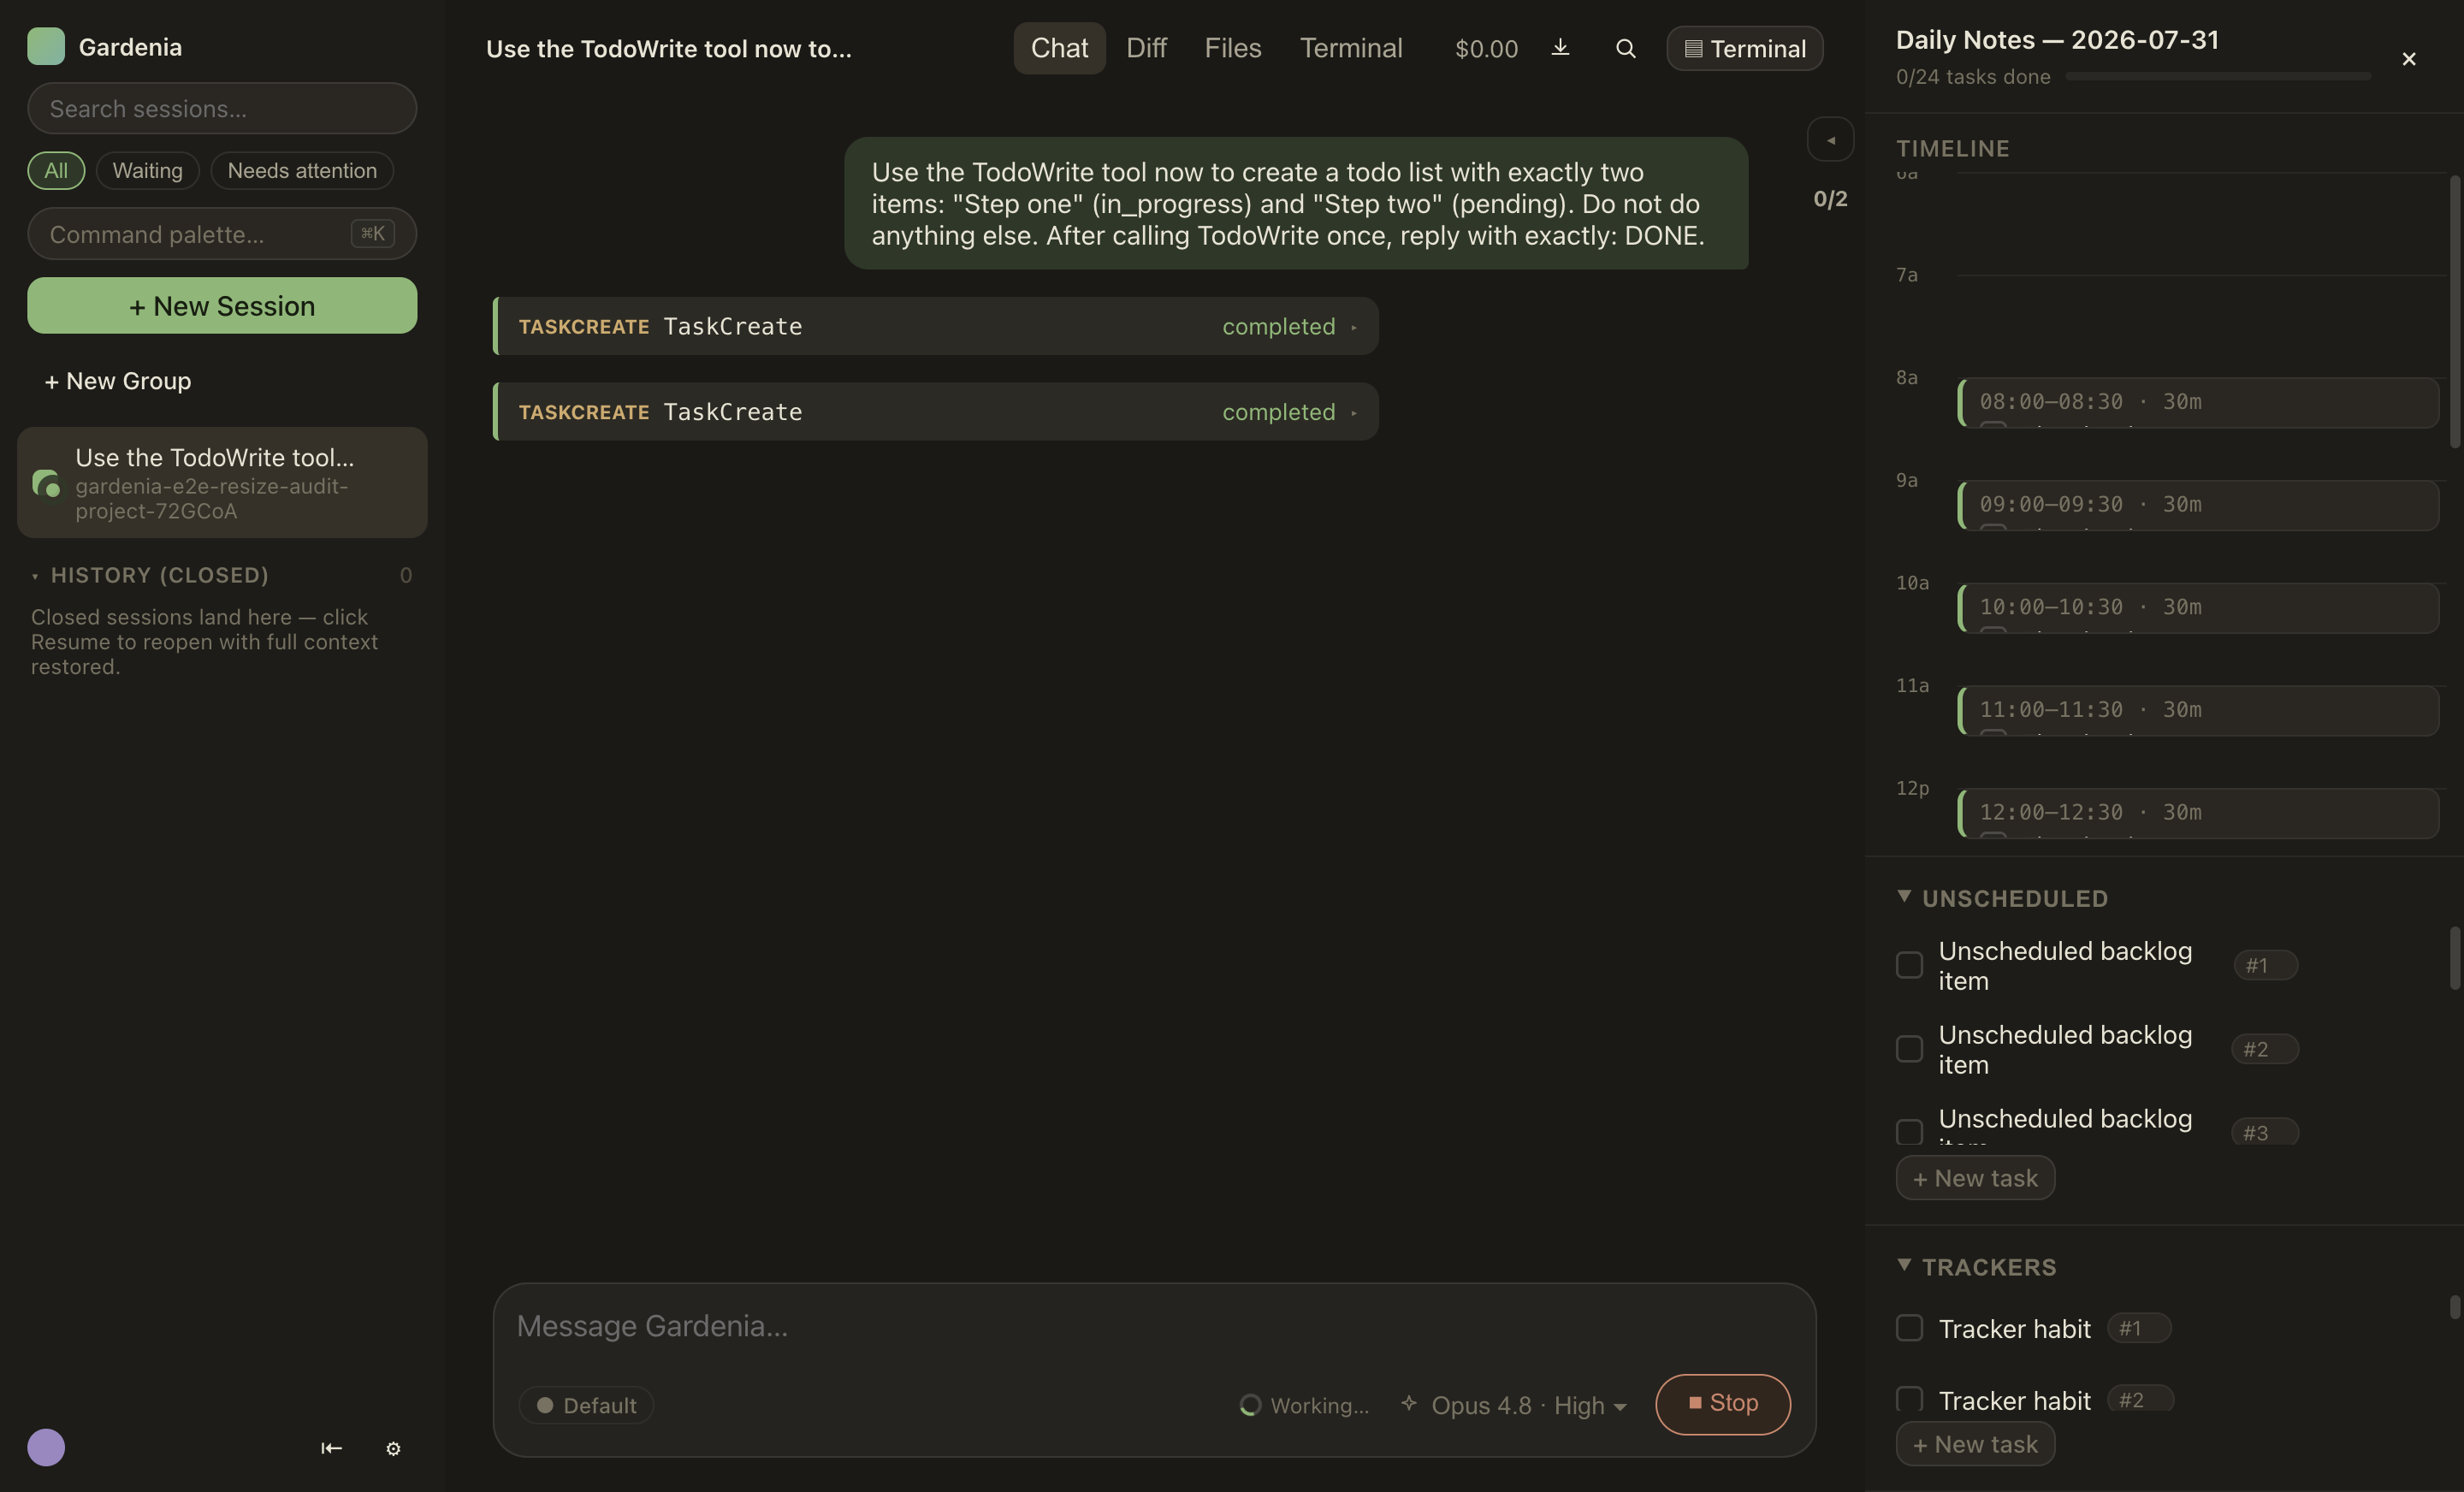 Gardenia
Search sessions...
All
Waiting
Needs attention
Command palette...
⌘K
+ New Session
+ New Group
Use the TodoWrite tool...
gardenia-e2e-resize-audit-
project-72GCoA
HISTORY (CLOSED) 0
Closed sessions land here — click
Resume to reopen with full context
restored.
Use the TodoWrite tool now to...
Chat
Diff
Files
Terminal
$0.00
Terminal
Use the TodoWrite tool now to create a todo list with exactly two
items: "Step one" (in_progress) and "Step two" (pending). Do not do
anything else. After calling TodoWrite once, reply with exactly: DONE.
0/2
TASKCREATE TaskCreate completed
TASKCREATE TaskCreate completed
Message Gardenia...
Default
Working...
Opus 4.8 · High
Stop
Daily Notes — 2026-07-31
0/24 tasks done
TIMELINE
6a
7a
8a
08:00—08:30 · 30m
9a
09:00—09:30 · 30m
10a
10:00—10:30 · 30m
11a
11:00—11:30 · 30m
12p
12:00—12:30 · 30m
UNSCHEDULED
Unscheduled backlog
item
#1
Unscheduled backlog
item
#2
Unscheduled backlog
item
#3
+ New task
TRACKERS
Tracker habit #1
Tracker habit #2
+ New task